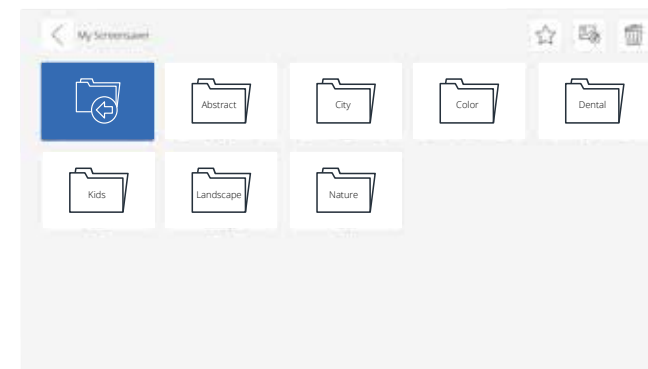 My Screensaver
Abstract
City
Color
Dental
Kids
Landscape
Nature